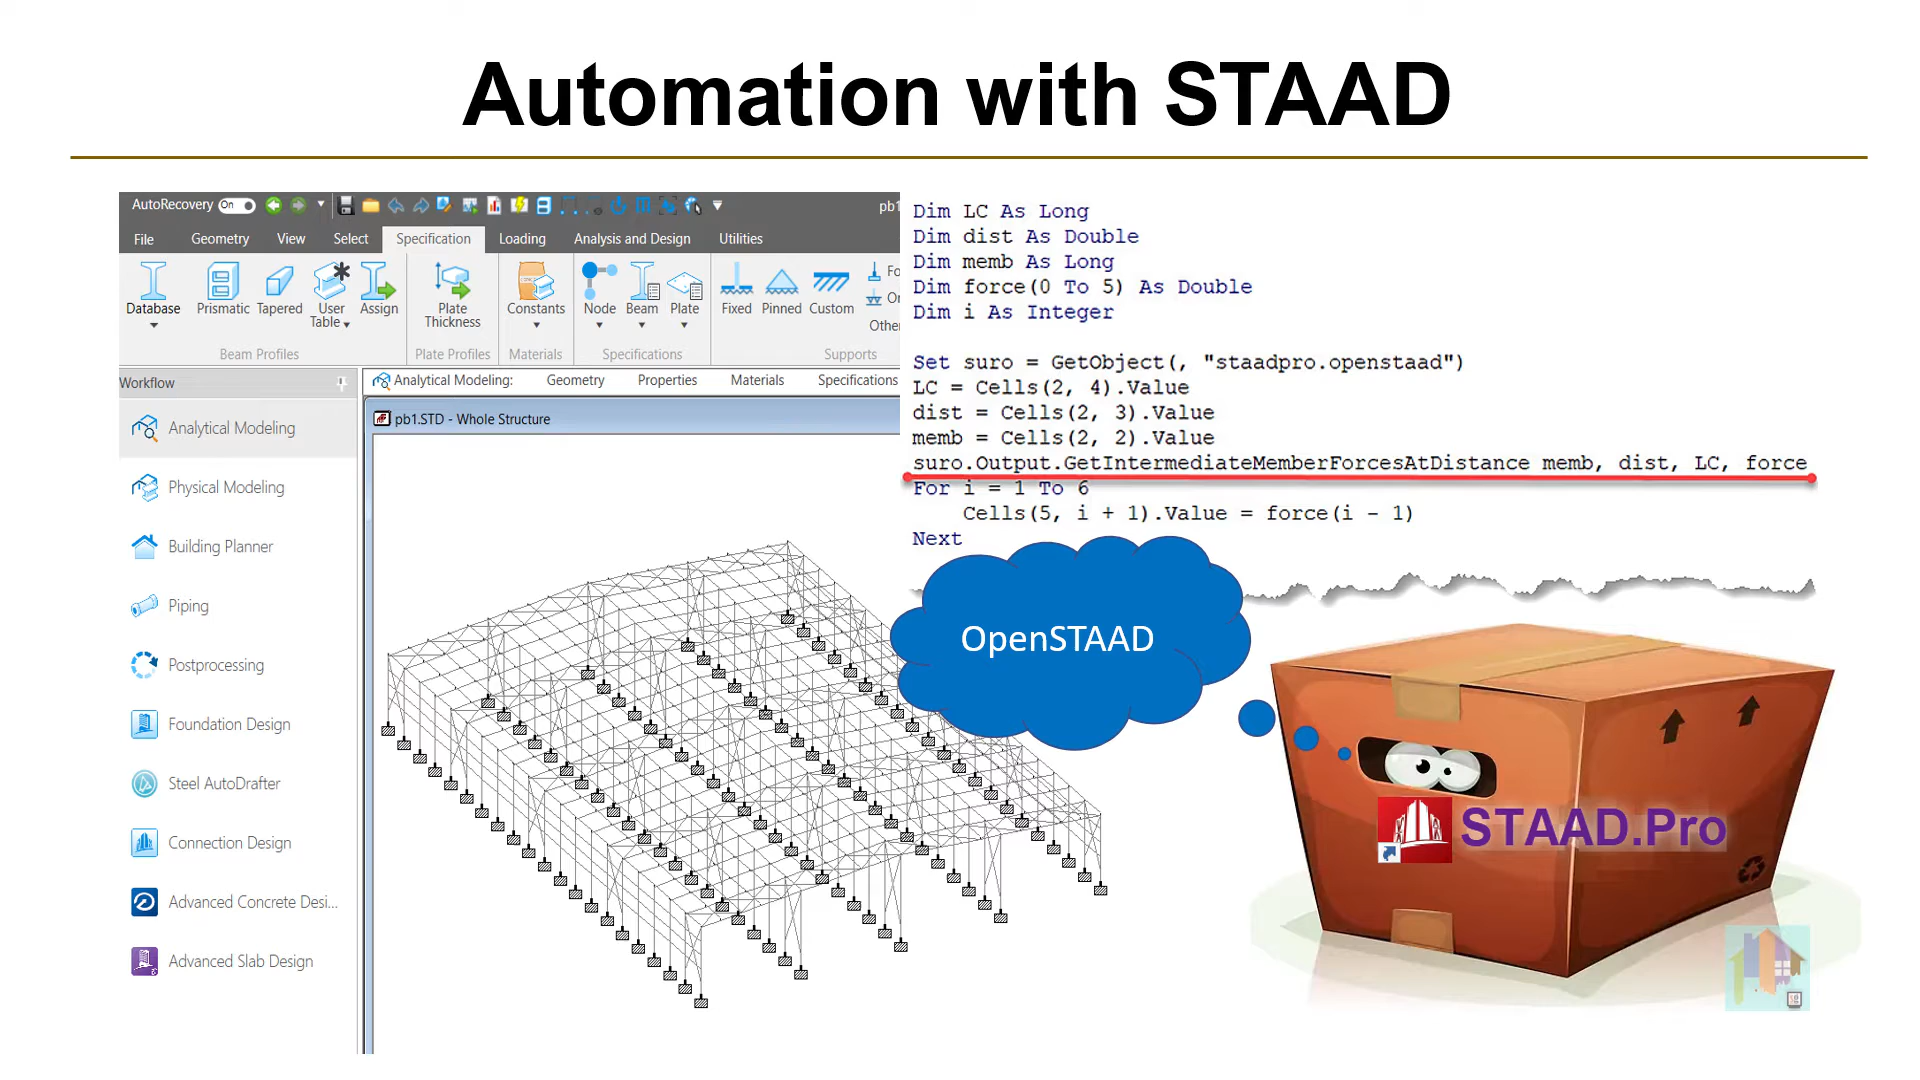 Automation with STAAD
AutoRecovery On
pb1
File Geometry View Select Specification Loading Analysis and Design Utilities
Database Prismatic Tapered User Table Assign
Beam Profiles
Plate Thickness
Plate Profiles
Constants
Materials
Node Beam Plate
Specifications
Fixed Pinned Custom
Fo
On
Othe
Supports
Workflow
Analytical Modeling: Geometry Properties Materials Specifications
pb1.STD - Whole Structure
Analytical Modeling
Physical Modeling
Building Planner
Piping
Postprocessing
Foundation Design
Steel AutoDrafter
Connection Design
Advanced Concrete Desi...
Advanced Slab Design
Dim LC As Long
Dim dist As Double
Dim memb As Long
Dim force(0 To 5) As Double
Dim i As Integer
Set suro = GetObject(, "staadpro.openstaad")
LC = Cells(2, 4).Value
dist = Cells(2, 3).Value
memb = Cells(2, 2).Value
suro.Output.GetIntermediateMemberForcesAtDistance memb, dist, LC, force
For i = 1 To 6
Cells(5, i + 1).Value = force(i - 1)
Next
OpenSTAAD
STAAD.Pro